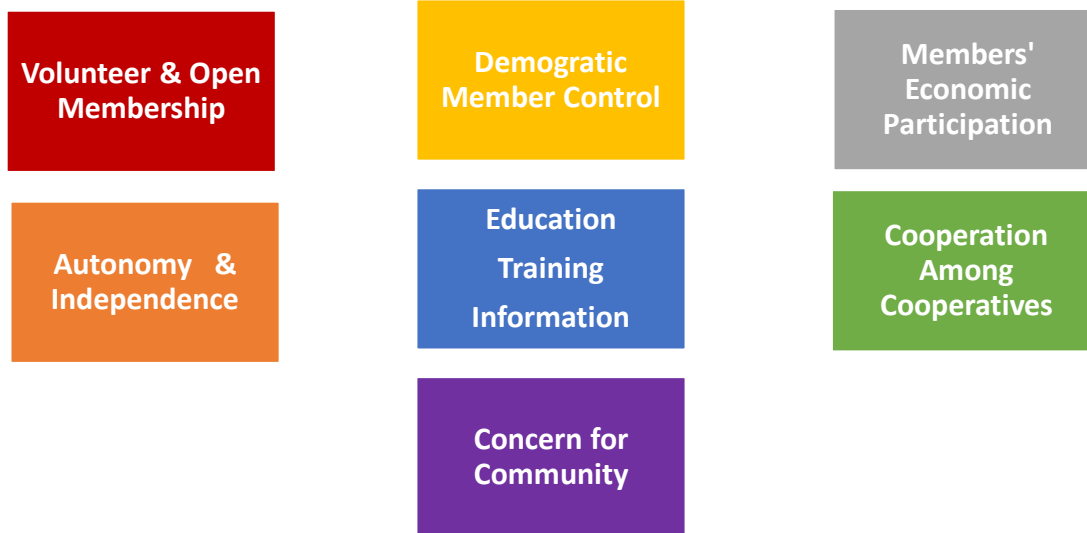 Volunteer & Open
Membership
Demogratic
Member Control
Members'
Economic
Participation
Autonomy &
Independence
Education
Training
Information
Cooperation
Among
Cooperatives
Concern for
Community